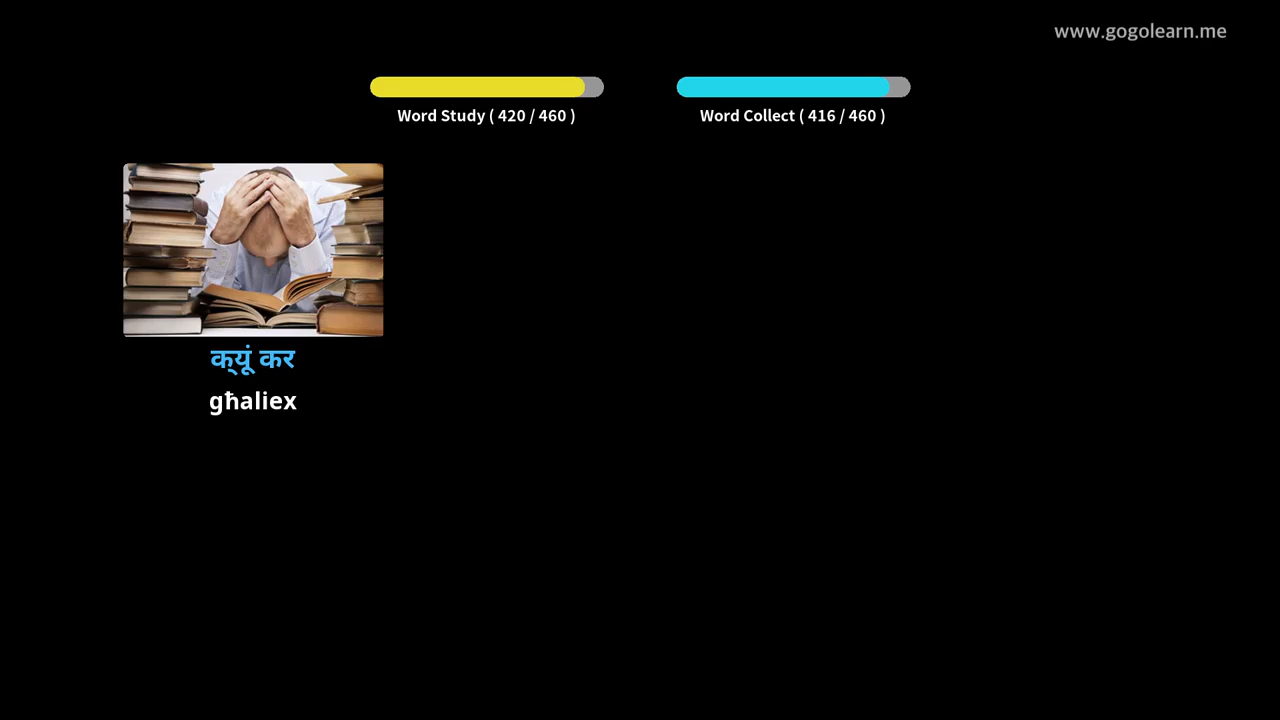 www.gogolearn.me
Word Study ( 420 / 460 )
Word Collect ( 416 / 460 )
क्यूं कर
għaliex